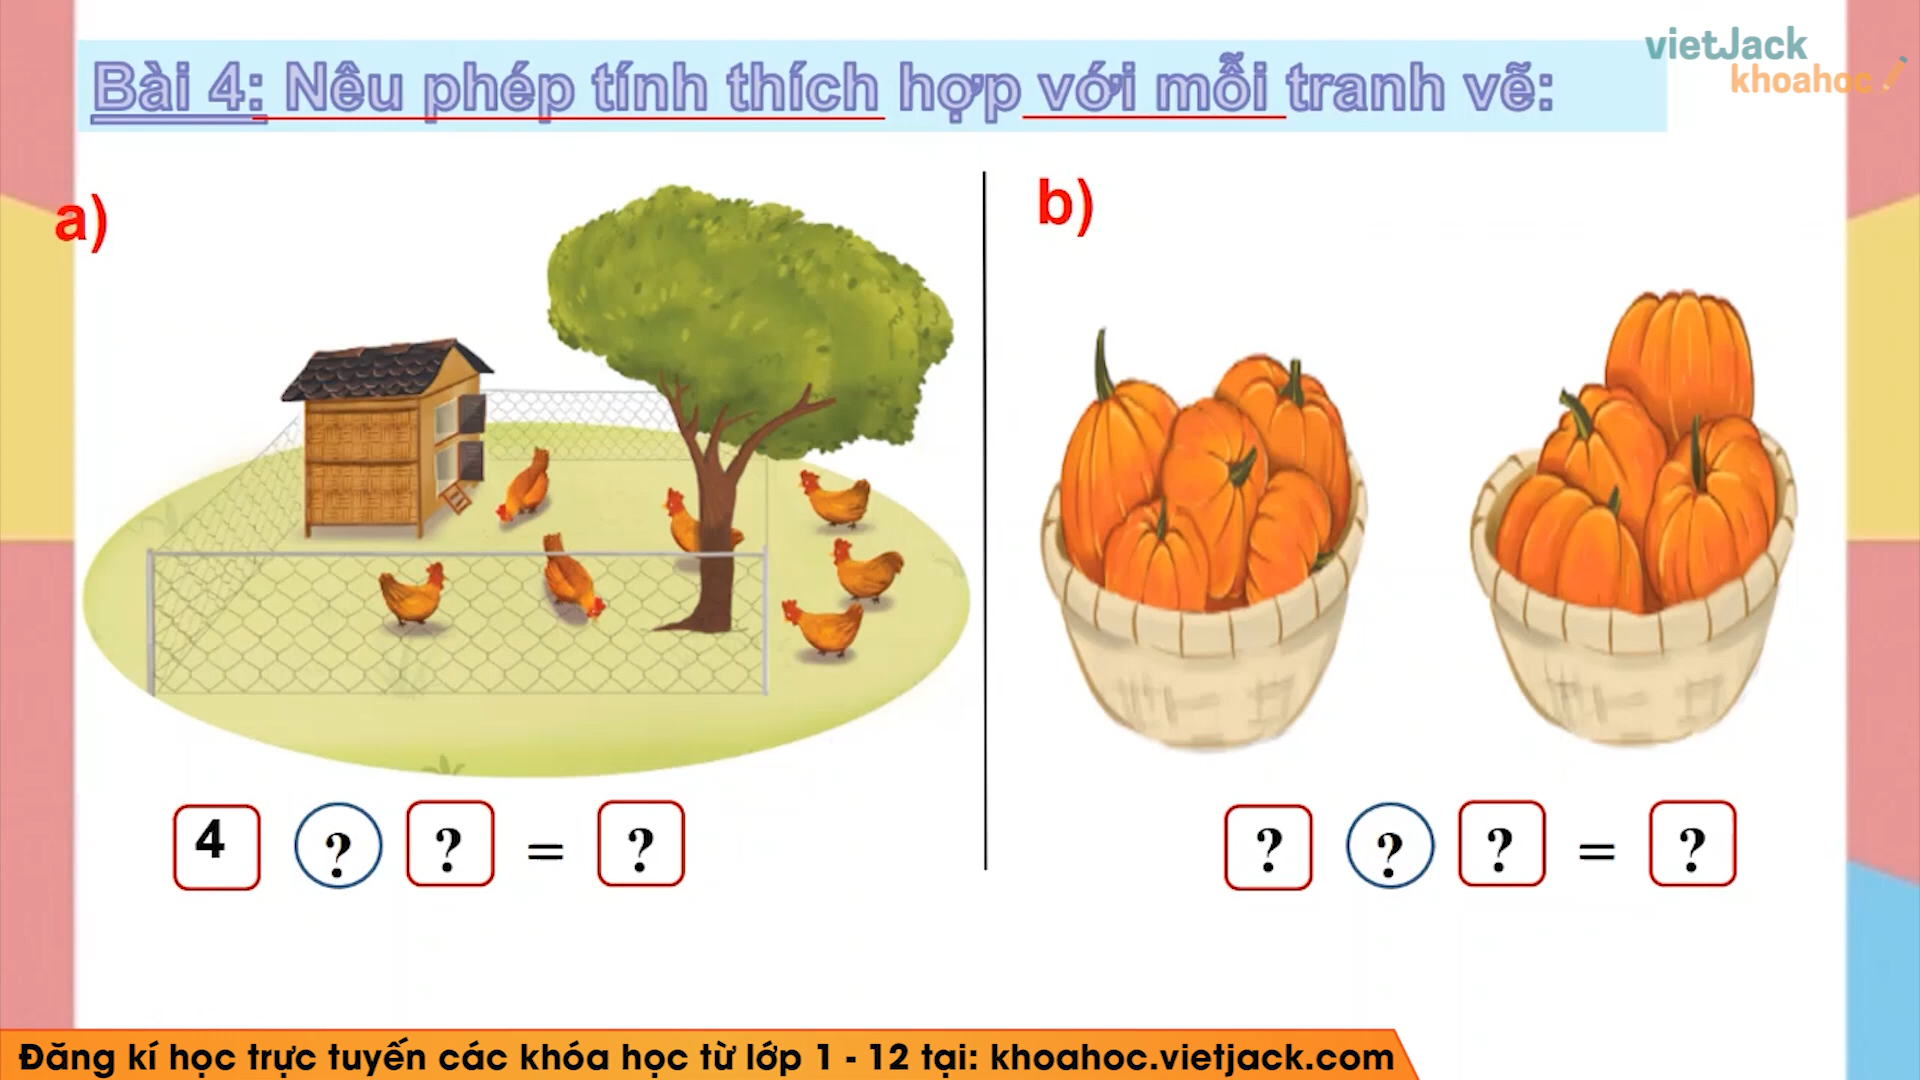 vietJack
khoahoc
Bài 4: Nêu phép tính thích hợp với mỗi tranh vẽ:
a)
b)
4 ? ? = ?
? ? ? = ?
Đăng kí học trực tuyến các khóa học từ lớp 1 - 12 tại: khoahoc.vietjack.com